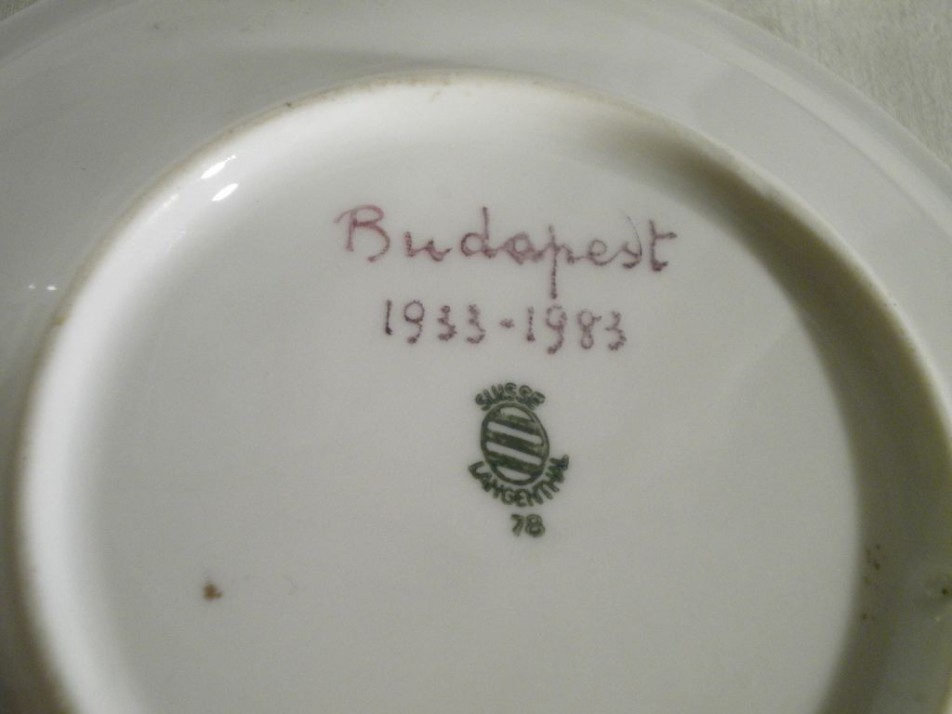 Budapest
1933-1983
SUISSE
LANGENTHAL
78